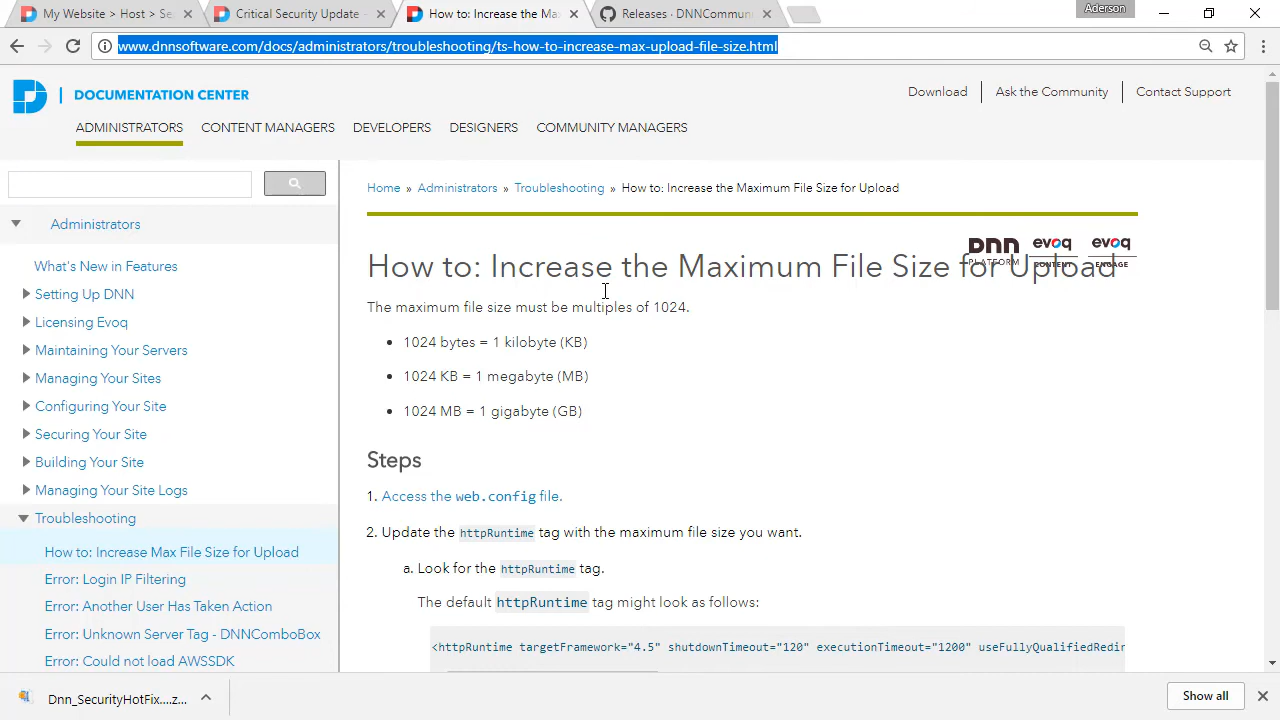 My Website > Host > Se
Critical Security Update -
How to: Increase the Ma
Releases · DNNCommun
Aderson
www.dnnsoftware.com/docs/administrators/troubleshooting/ts-how-to-increase-max-upload-file-size.html
DOCUMENTATION CENTER
Download
Ask the Community
Contact Support
ADMINISTRATORS
CONTENT MANAGERS
DEVELOPERS
DESIGNERS
COMMUNITY MANAGERS
Administrators
What's New in Features
Setting Up DNN
Licensing Evoq
Maintaining Your Servers
Managing Your Sites
Configuring Your Site
Securing Your Site
Building Your Site
Managing Your Site Logs
Troubleshooting
How to: Increase Max File Size for Upload
Error: Login IP Filtering
Error: Another User Has Taken Action
Error: Unknown Server Tag - DNNComboBox
Error: Could not load AWSSDK
Home » Administrators » Troubleshooting » How to: Increase the Maximum File Size for Upload
DNN PLATFORM
evoq CONTENT
evoq ENGAGE
How to: Increase the Maximum File Size for Upload
The maximum file size must be multiples of 1024.
• 1024 bytes = 1 kilobyte (KB)
• 1024 KB = 1 megabyte (MB)
• 1024 MB = 1 gigabyte (GB)
Steps
1. Access the web.config file.
2. Update the httpRuntime tag with the maximum file size you want.
a. Look for the httpRuntime tag.
The default httpRuntime tag might look as follows:
<httpRuntime targetFramework="4.5" shutdownTimeout="120" executionTimeout="1200" useFullyQualifiedRedir
Dnn_SecurityHotFix....z...
Show all